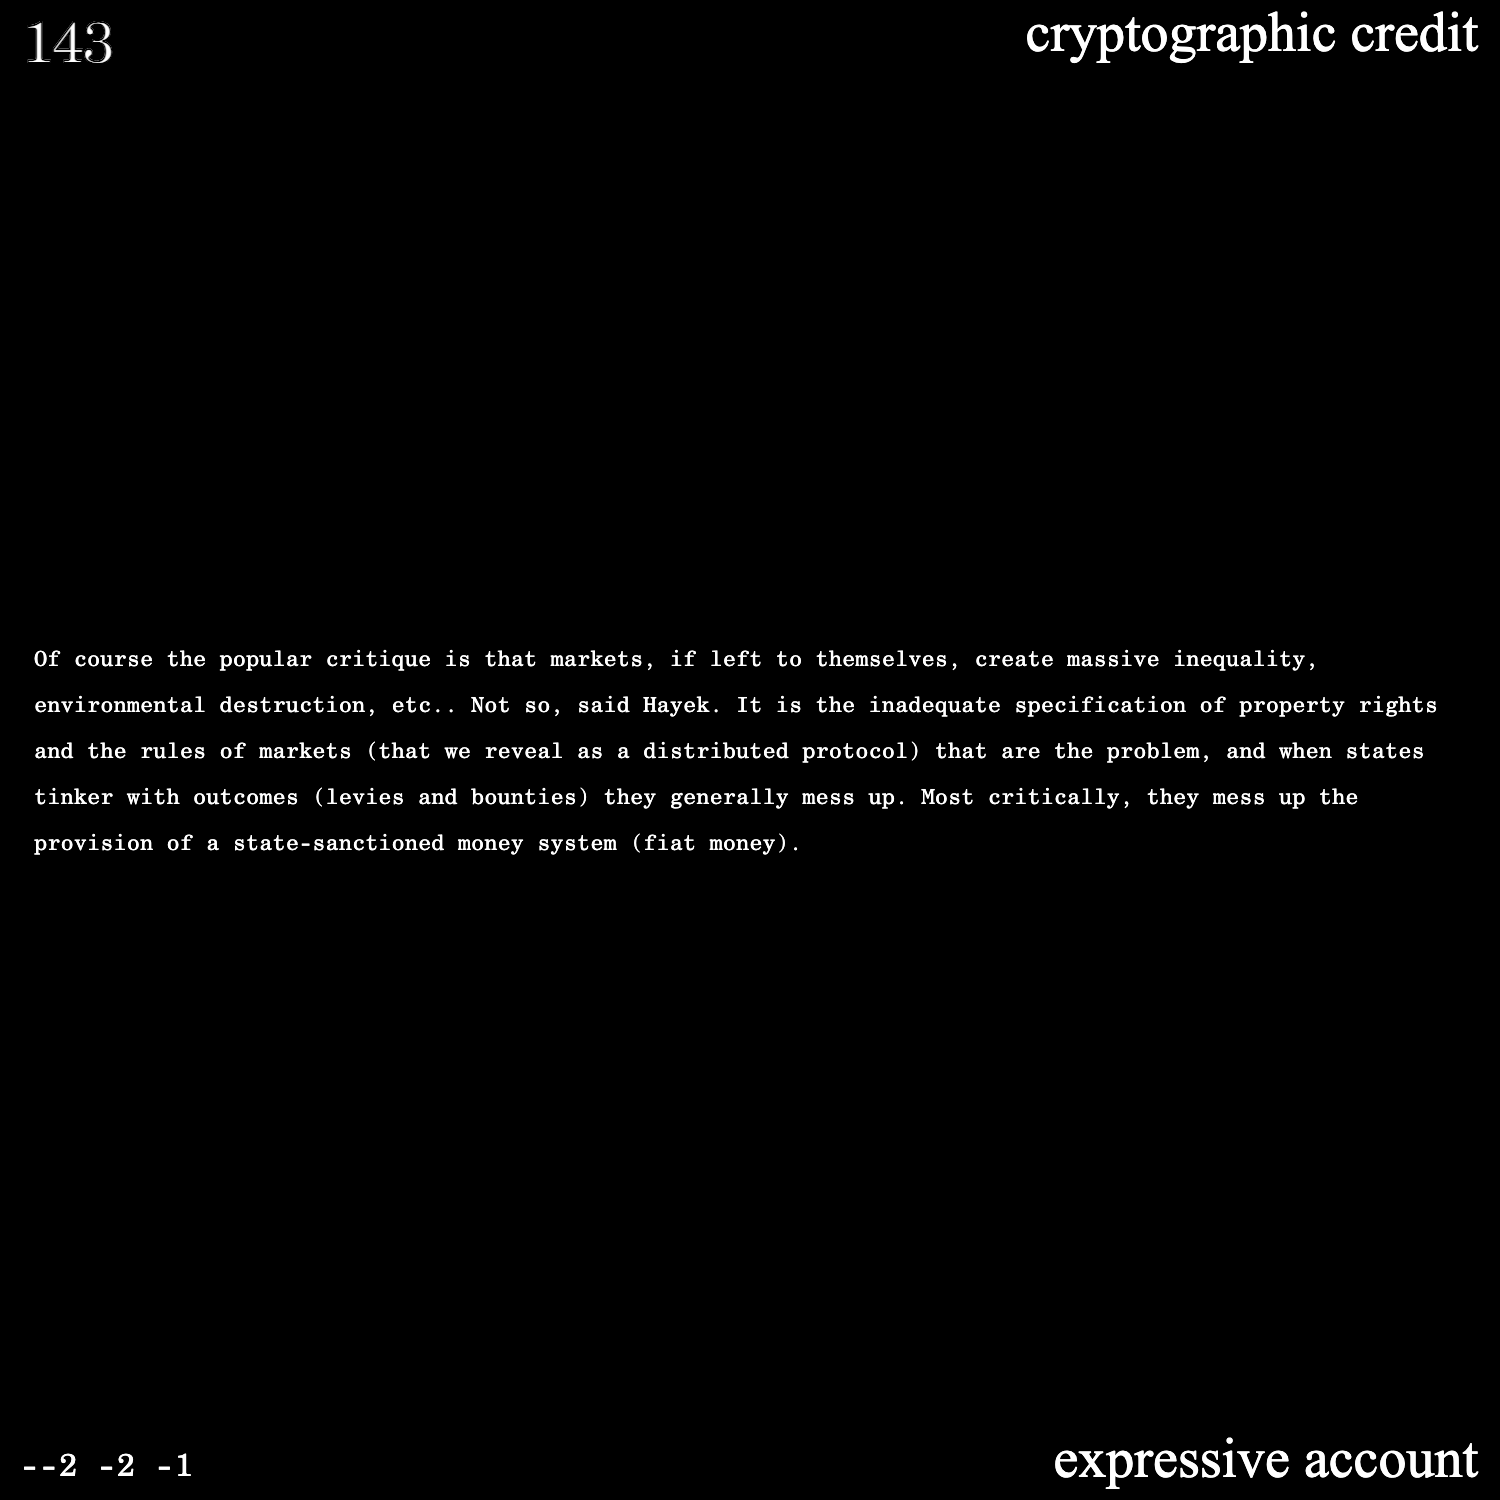 143
cryptographic credit
Of course the popular critique is that markets, if left to themselves, create massive inequality,
environmental destruction, etc.. Not so, said Hayek. It is the inadequate specification of property rights
and the rules of markets (that we reveal as a distributed protocol) that are the problem, and when states
tinker with outcomes (levies and bounties) they generally mess up. Most critically, they mess up the
provision of a state-sanctioned money system (fiat money).
--2 -2 -1
expressive account